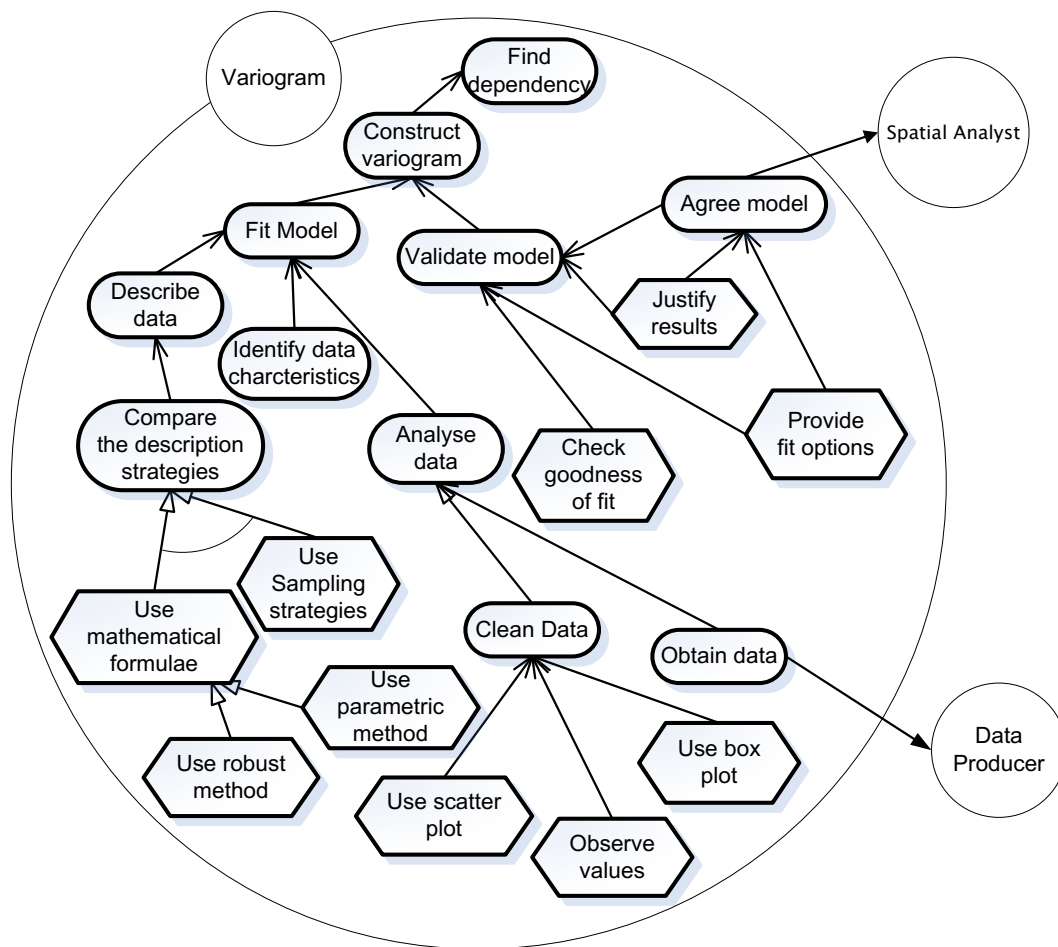 Find
dependency
Variogram
Construct
variogram
Spatial Analyst
Agree model
Fit Model
Validate model
Describe
data
Justify
results
Identify data
charcteristics
Compare
the description
strategies
Analyse
data
Provide
fit options
Check
goodness
of fit
Use
Sampling
strategies
Use
mathematical
formulae
Clean Data
Obtain data
Use
parametric
method
Data
Producer
Use robust
method
Use box
plot
Use scatter
plot
Observe
values